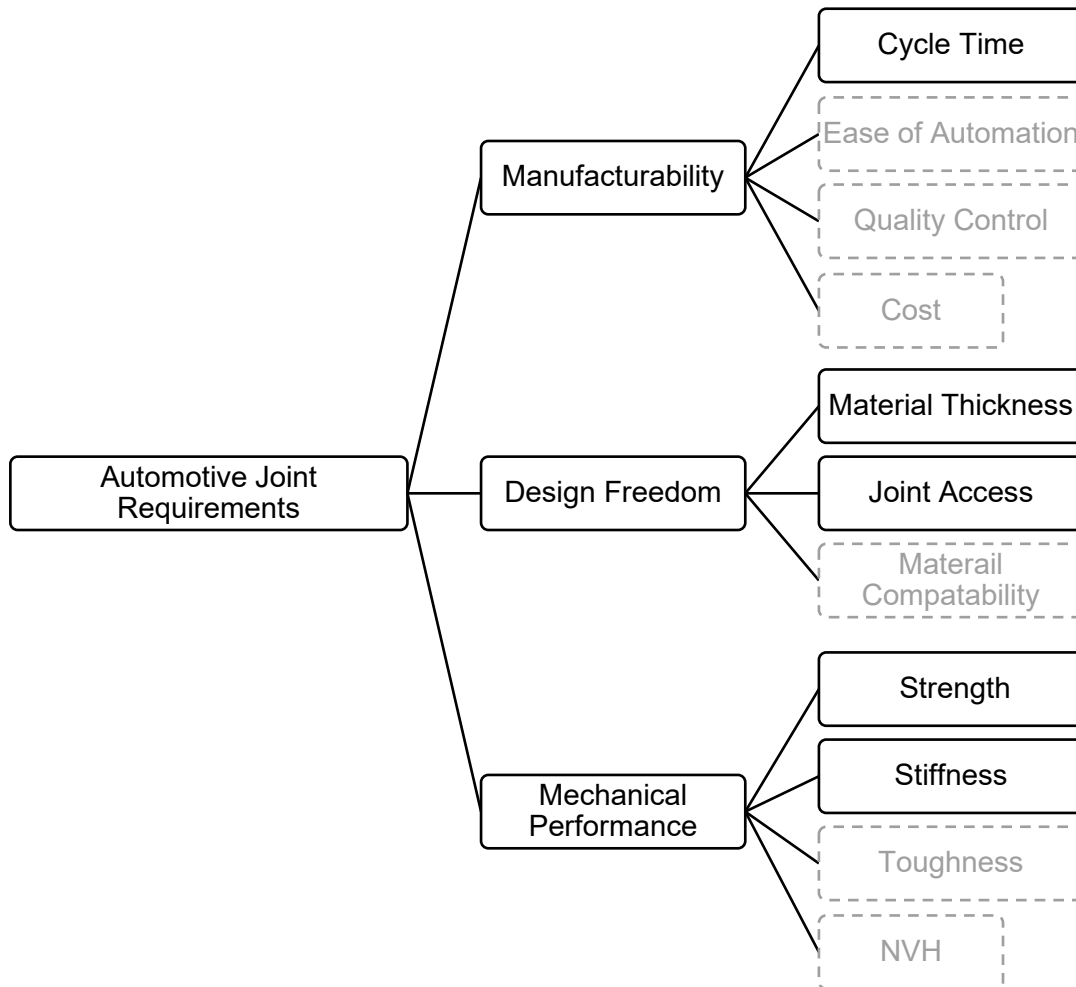 Cycle Time
Ease of Automation
Manufacturability
Quality Control
Cost
Material Thickness
Automotive Joint
Requirements
Design Freedom
Joint Access
Materail
Compatability
Strength
Stiffness
Mechanical
Performance
Toughness
NVH